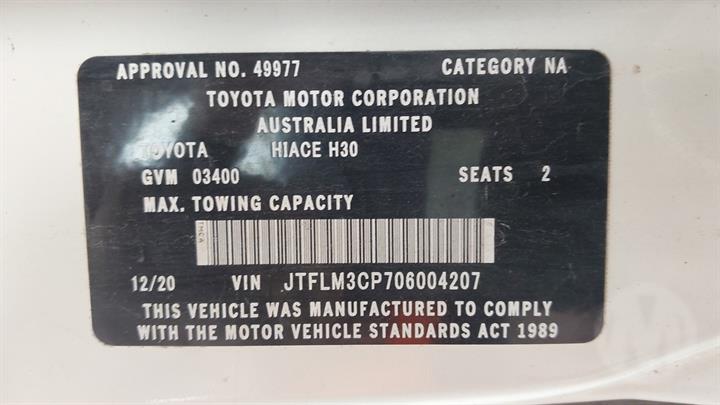 APPROVAL NO. 49977 CATEGORY NA
TOYOTA MOTOR CORPORATION
AUSTRALIA LIMITED
TOYOTA HIACE H30
GVM 03400 SEATS 2
MAX. TOWING CAPACITY
TMCA
12/20 VIN JTFLM3CP706004207
THIS VEHICLE WAS MANUFACTURED TO COMPLY
WITH THE MOTOR VEHICLE STANDARDS ACT 1989
M